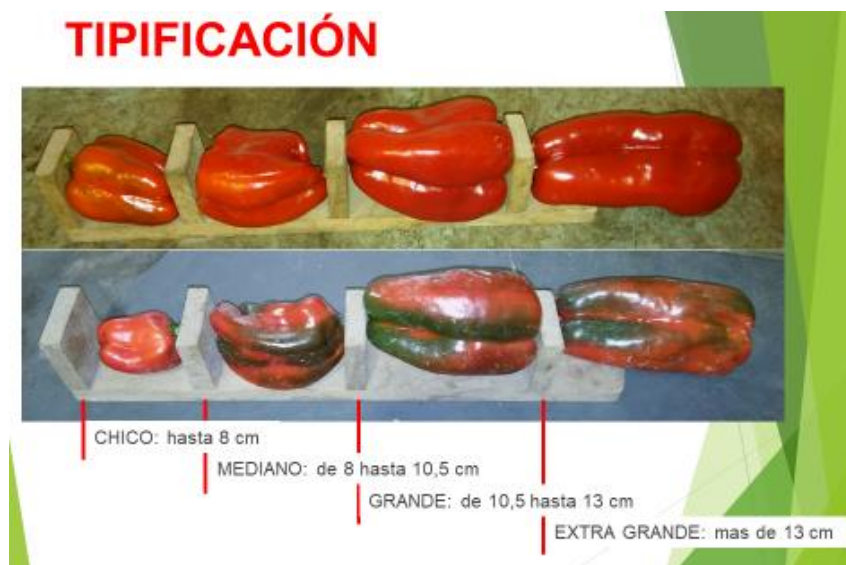 TIPIFICACIÓN
CHICO: hasta 8 cm
MEDIANO: de 8 hasta 10,5 cm
GRANDE: de 10,5 hasta 13 cm
EXTRA GRANDE: mas de 13 cm